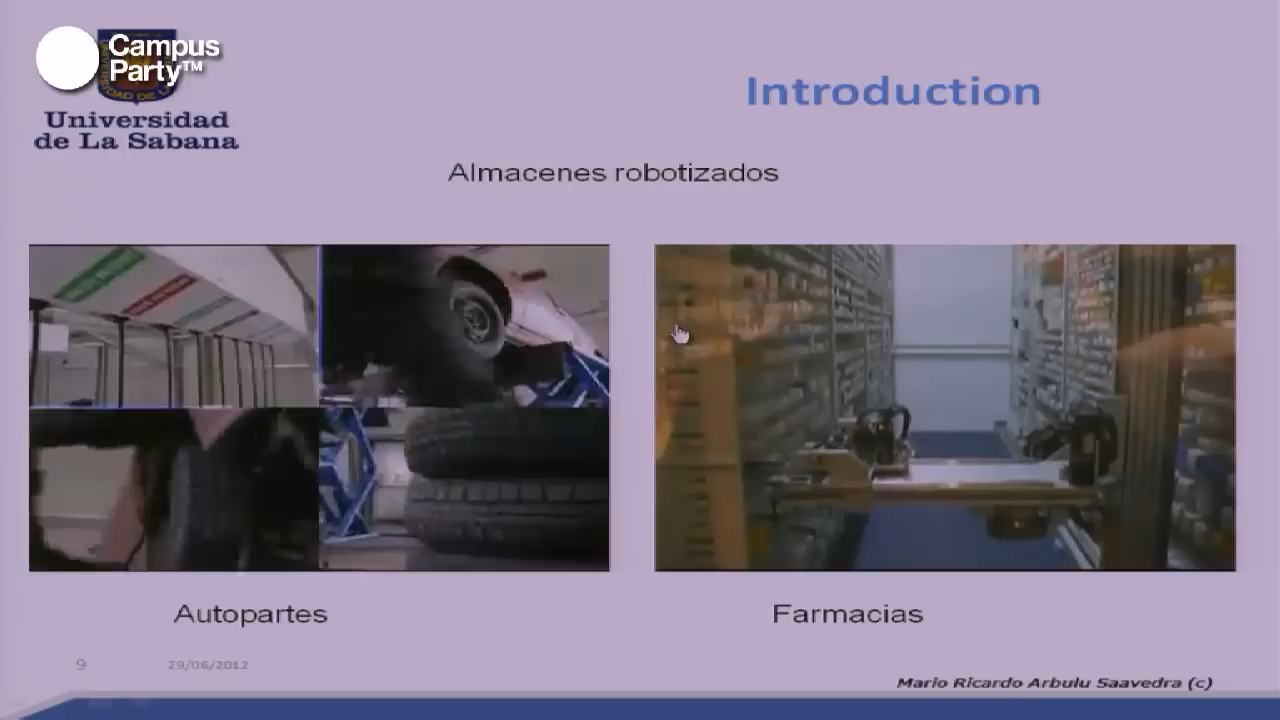 Campus
Party™
Universidad
de La Sabana
Introduction
Almacenes robotizados
Autopartes
Farmacias
9
29/06/2012
Mario Ricardo Arbulu Saavedra (c)